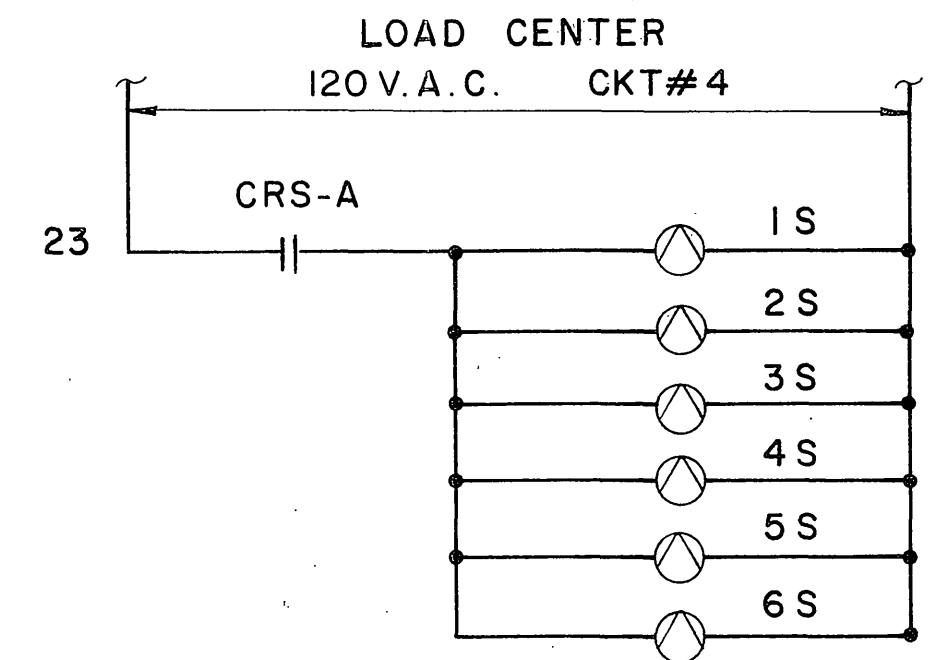 LOAD CENTER
120 V. A. C. CKT#4
CRS-A
23
1 S
2 S
3 S
4 S
5 S
6 S